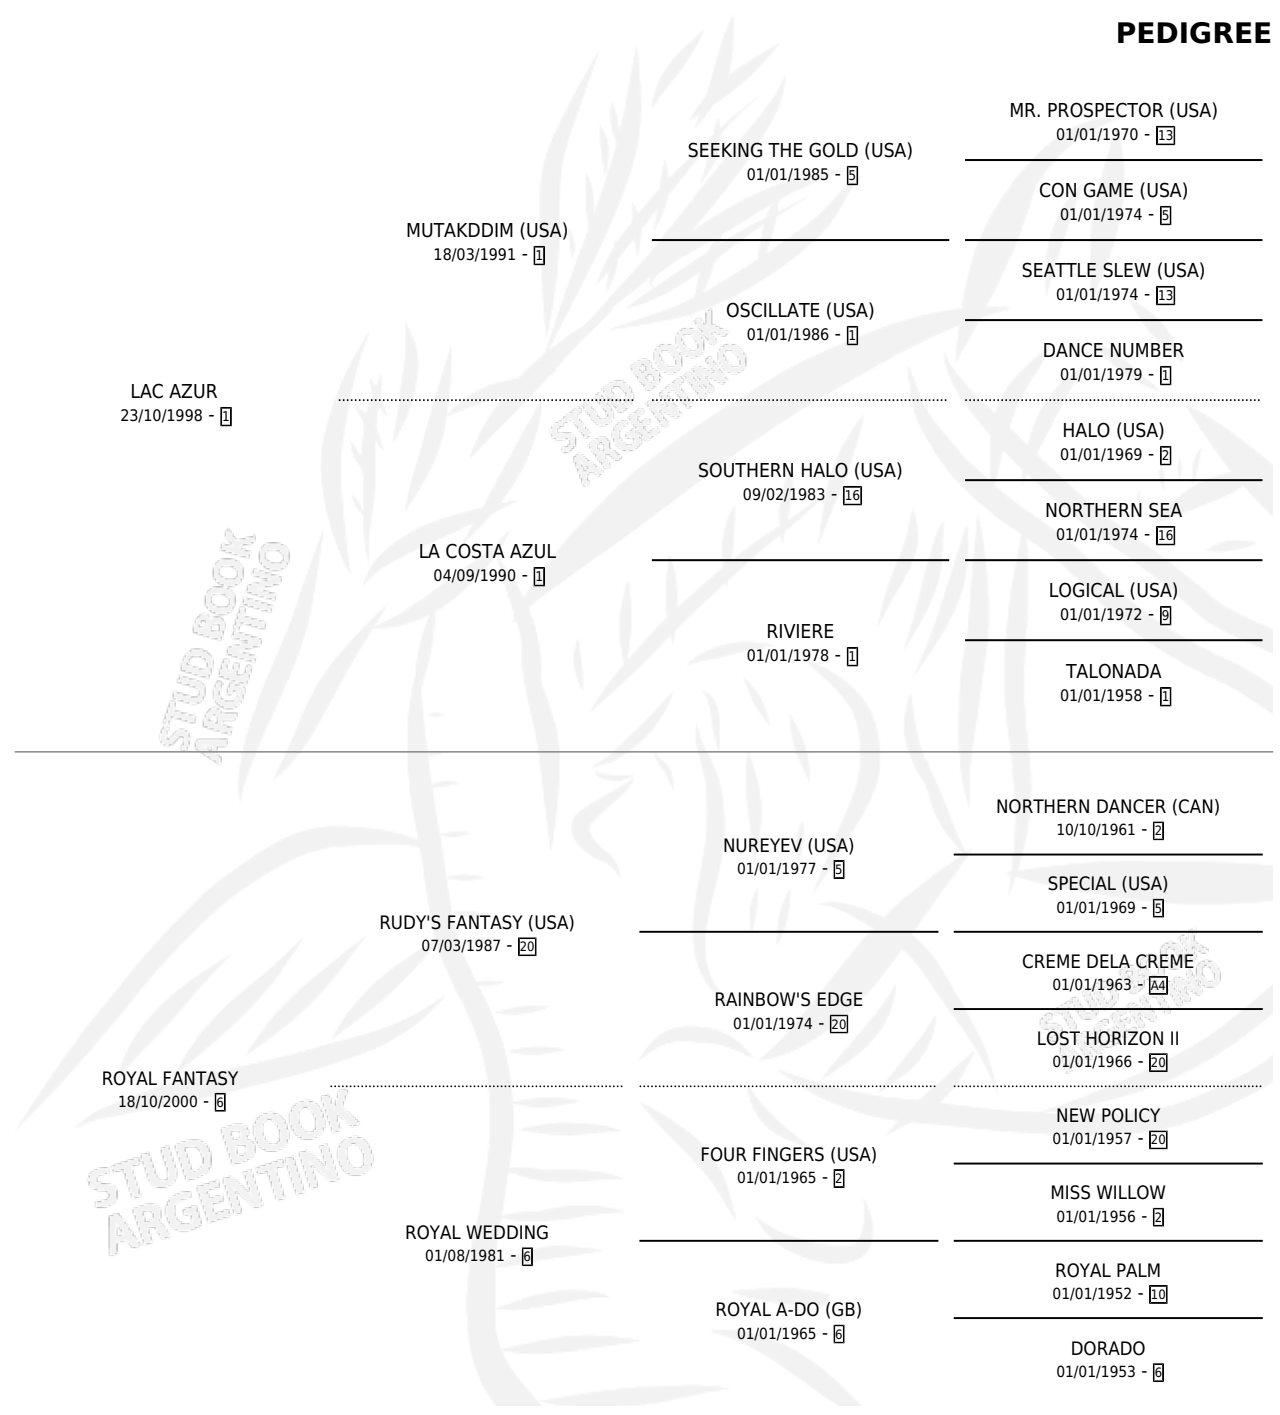 PEDIGREE
LAC AZUR
23/10/1998 - 1
MUTAKDDIM (USA)
18/03/1991 - 1
SEEKING THE GOLD (USA)
01/01/1985 - 5
MR. PROSPECTOR (USA)
01/01/1970 - 13
CON GAME (USA)
01/01/1974 - 5
OSCILLATE (USA)
01/01/1986 - 1
SEATTLE SLEW (USA)
01/01/1974 - 13
DANCE NUMBER
01/01/1979 - 1
LA COSTA AZUL
04/09/1990 - 1
SOUTHERN HALO (USA)
09/02/1983 - 16
HALO (USA)
01/01/1969 - 2
NORTHERN SEA
01/01/1974 - 16
RIVIERE
01/01/1978 - 1
LOGICAL (USA)
01/01/1972 - 9
TALONADA
01/01/1958 - 1
ROYAL FANTASY
18/10/2000 - 6
RUDY'S FANTASY (USA)
07/03/1987 - 20
NUREYEV (USA)
01/01/1977 - 5
NORTHERN DANCER (CAN)
10/10/1961 - 2
SPECIAL (USA)
01/01/1969 - 5
RAINBOW'S EDGE
01/01/1974 - 20
CREME DELA CREME
01/01/1963 - A4
LOST HORIZON II
01/01/1966 - 20
ROYAL WEDDING
01/08/1981 - 6
FOUR FINGERS (USA)
01/01/1965 - 2
NEW POLICY
01/01/1957 - 20
MISS WILLOW
01/01/1956 - 2
ROYAL A-DO (GB)
01/01/1965 - 6
ROYAL PALM
01/01/1952 - 10
DORADO
01/01/1953 - 6
STUD BOOK
ARGENTINO
STUD BOOK
ARGENTINO
STUD BOOK
ARGENTINO
STUD BOOK
ARGENTINO